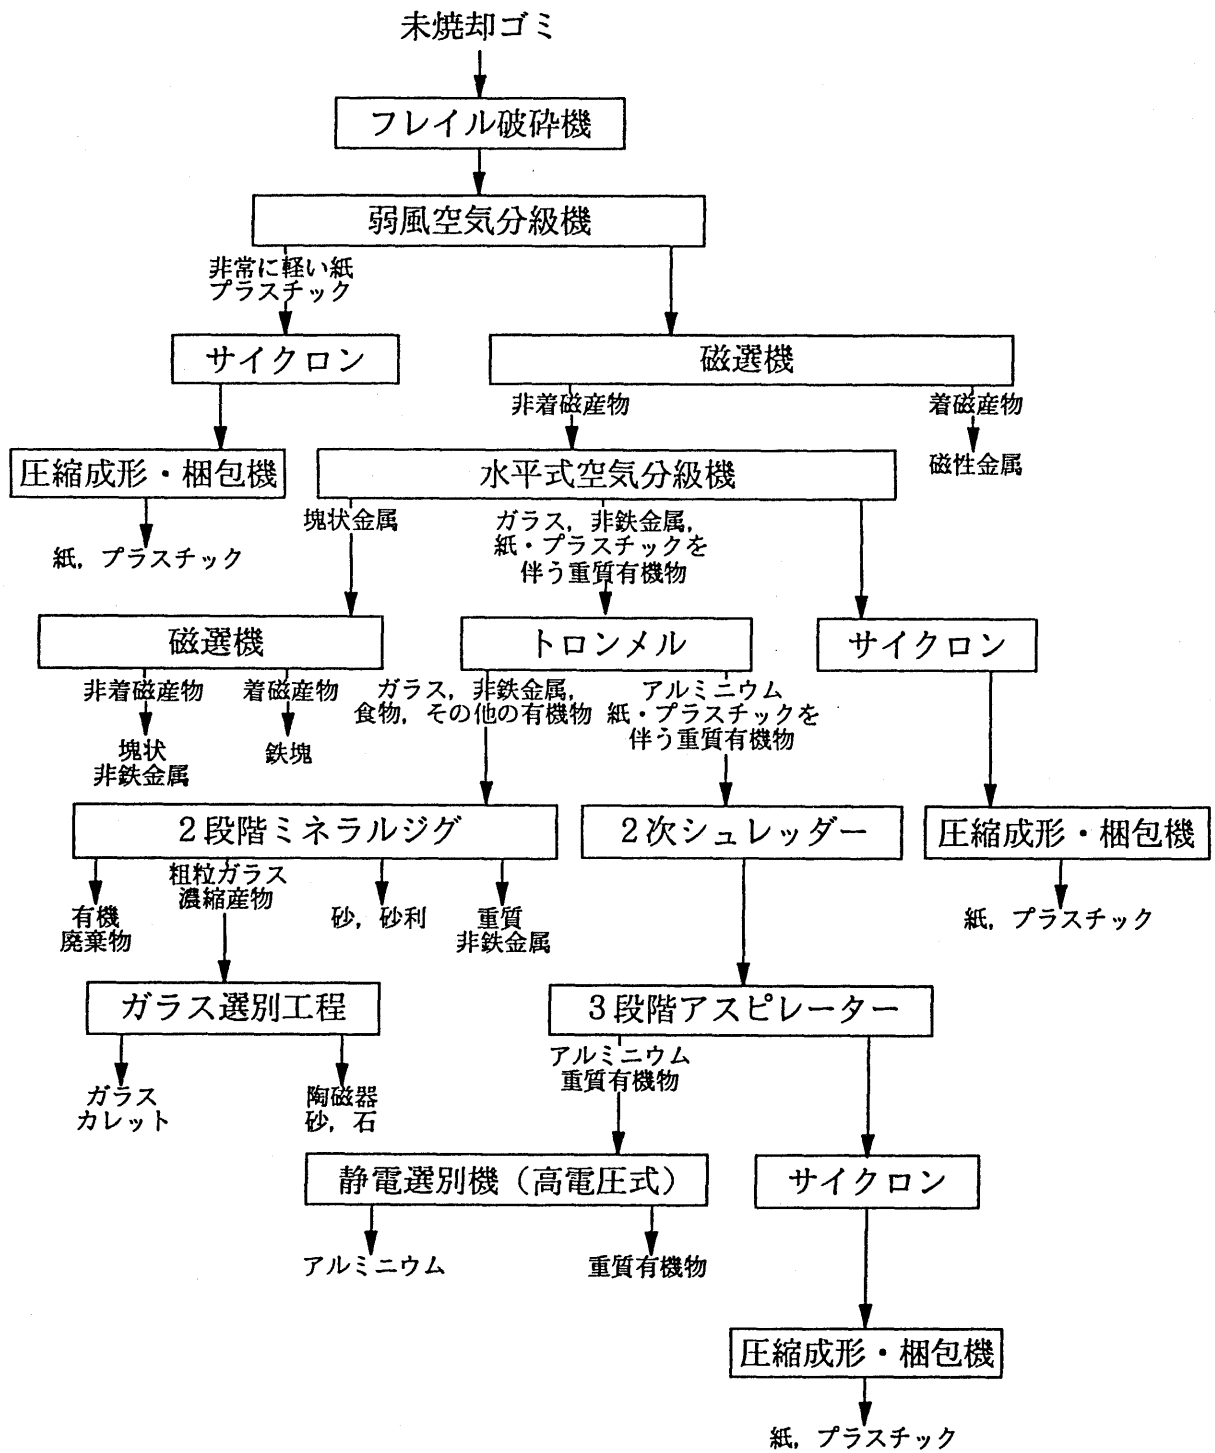 未焼却ゴミ
フレイル破砕機
弱風空気分級機
非常に軽い紙
プラスチック
サイクロン
磁選機
非着磁産物
着磁産物
磁性金属
圧縮成形・梱包機
紙，プラスチック
水平式空気分級機
塊状金属
ガラス，非鉄金属，
紙・プラスチックを
伴う重質有機物
磁選機
非着磁産物
着磁産物
塊状
非鉄金属
鉄塊
トロンメル
ガラス，非鉄金属，
食物，その他の有機物
アルミニウム
紙・プラスチックを
伴う重質有機物
サイクロン
圧縮成形・梱包機
紙，プラスチック
２段階ミネラルジグ
有機
廃棄物
粗粒ガラス
濃縮産物
砂，砂利
重質
非鉄金属
２次シュレッダー
ガラス選別工程
ガラス
カレット
陶磁器
砂，石
３段階アスピレーター
アルミニウム
重質有機物
静電選別機（高電圧式）
アルミニウム
重質有機物
サイクロン
圧縮成形・梱包機
紙，プラスチック